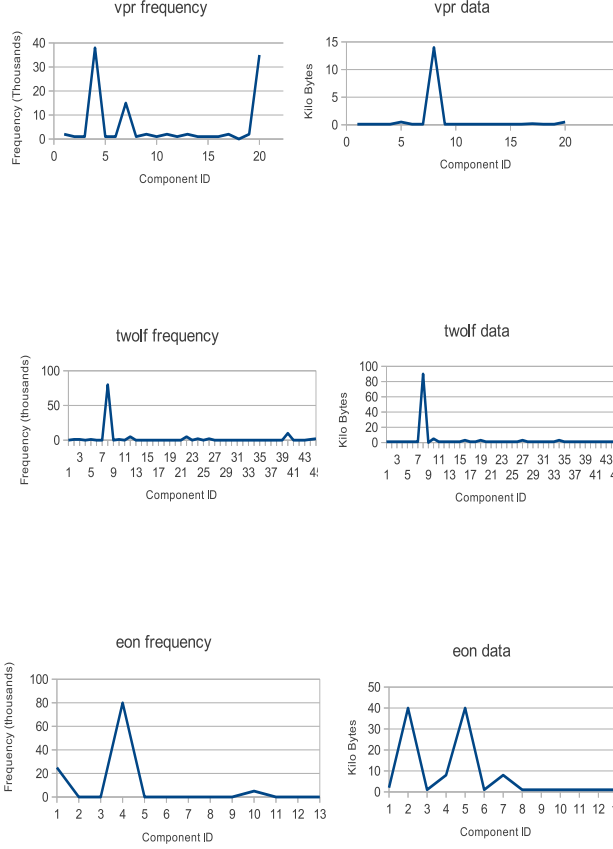 vpr frequency
Frequency (Thousands)
40
30
20
10
0
0 5 10 15 20
Component ID
vpr data
Kilo Bytes
15
10
5
0
0 5 10 15 20
Component ID
twolf frequency
Frequency (thousands)
100
50
0
3 7 11 15 19 23 27 31 35 39 43
1 5 9 13 17 21 25 29 33 37 41
Component ID
twolf data
Kilo Bytes
100
80
60
40
20
0
3 7 11 15 19 23 27 31 35 39 43
1 5 9 13 17 21 25 29 33 37 41
Component ID
eon frequency
Frequency (thousands)
100
80
60
40
20
0
1 2 3 4 5 6 7 8 9 10 11 12 13
Component ID
eon data
Kilo Bytes
50
40
30
20
10
0
1 2 3 4 5 6 7 8 9 10 11 12
Component ID